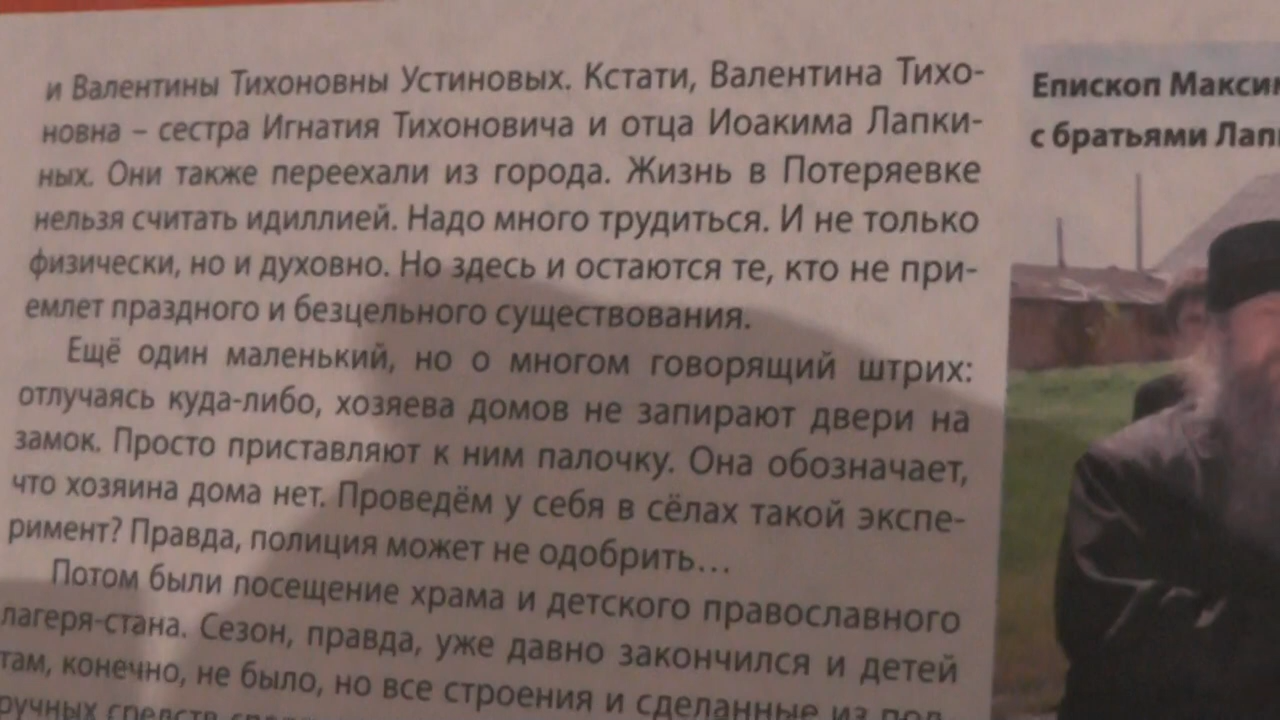 и Валентины Тихоновны Устиновых. Кстати, Валентина Тихо-
новна – сестра Игнатия Тихоновича и отца Иоакима Лапки-
ных. Они также переехали из города. Жизнь в Потеряевке
нельзя считать идиллией. Надо много трудиться. И не только
физически, но и духовно. Но здесь и остаются те, кто не при-
емлет праздного и безцельного существования.
Ещё один маленький, но о многом говорящий штрих:
отлучаясь куда-либо, хозяева домов не запирают двери на
замок. Просто приставляют к ним палочку. Она обозначает,
что хозяина дома нет. Проведём у себя в сёлах такой экспе-
римент? Правда, полиция может не одобрить...
Потом были посещение храма и детского православного
лагеря-стана. Сезон, правда, уже давно закончился и детей
там, конечно, не было, но все строения и сделанные из под-
ручных средств
Епископ
с братьями